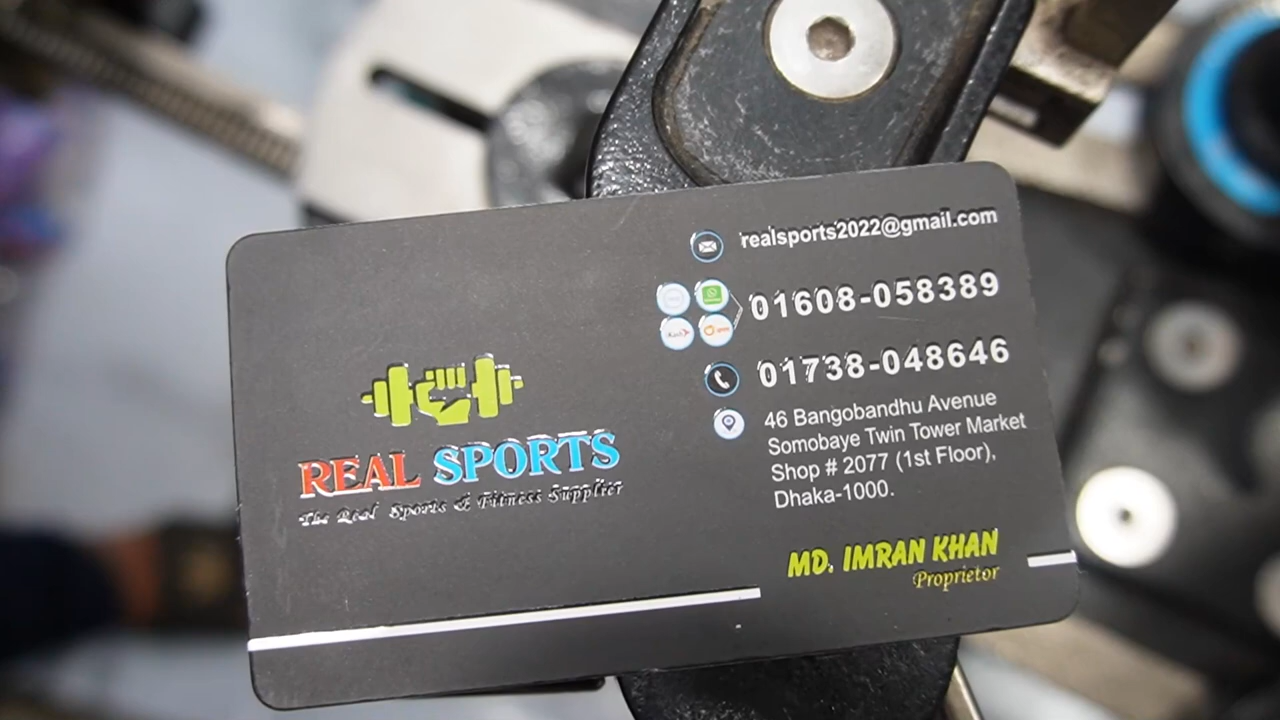 REAL SPORTS
The Real Sports & Fitness Supplier
realsports2022@gmail.com
01608-058389
01738-048646
46 Bangobandhu Avenue
Somobaye Twin Tower Market
Shop # 2077 (1st Floor),
Dhaka-1000.
MD. IMRAN KHAN
Proprietor